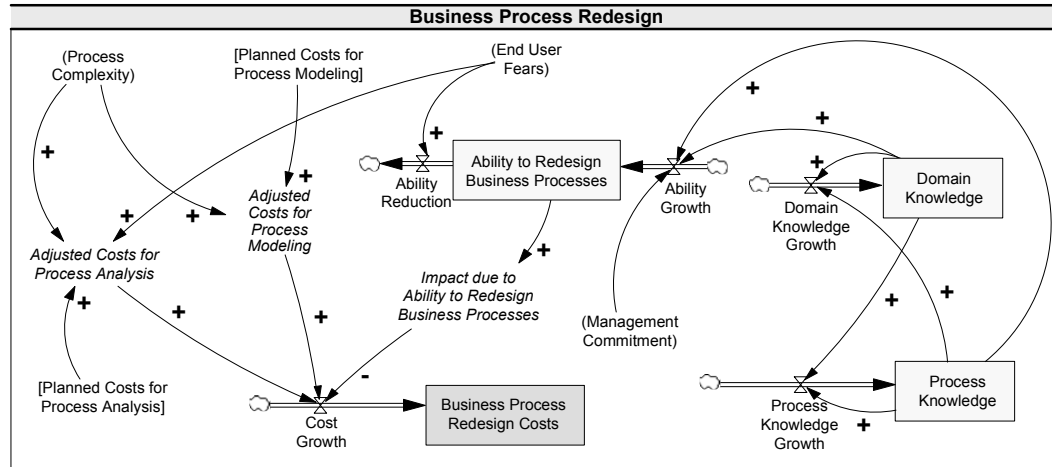 Business Process Redesign
(Process
Complexity)
[Planned Costs for
Process Modeling]
(End User
Fears)
+
+
+
+
+
Ability to Redesign
Business Processes
Ability
Reduction
Ability
Growth
+
Domain
Knowledge
Domain
Knowledge
Growth
+
Adjusted
Costs for
Process
Modeling
+
+
Adjusted Costs for
Process Analysis
+
Impact due to
Ability to Redesign
Business Processes
+
+
+
+
+
(Management
Commitment)
[Planned Costs for
Process Analysis]
-
Cost
Growth
Business Process
Redesign Costs
Process
Knowledge
Growth
Process
Knowledge
+